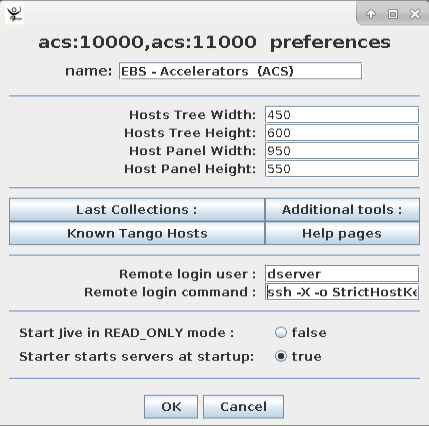 acs:10000,acs:11000 preferences
name: EBS - Accelerators (ACS)
Hosts Tree Width: 450
Hosts Tree Height: 600
Host Panel Width: 950
Host Panel Height: 550
Last Collections : Additional tools :
Known Tango Hosts Help pages
Remote login user : dserver
Remote login command : ssh -X -o StrictHostKe
Start Jive in READ_ONLY mode : false
Starter starts servers at startup: true
OK Cancel